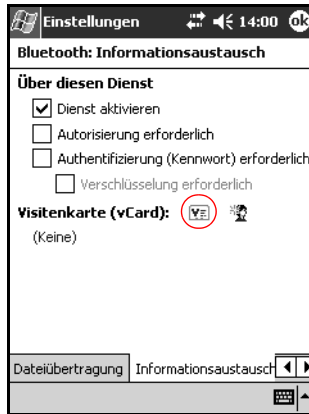 Einstellungen 14:00 ok
Bluetooth: Informationsaustausch
Über diesen Dienst
Dienst aktivieren
Autorisierung erforderlich
Authentifizierung (Kennwort) erforderlich
Verschlüsselung erforderlich
Visitenkarte (vCard):
(Keine)
Dateiübertragung Informationsaustausch